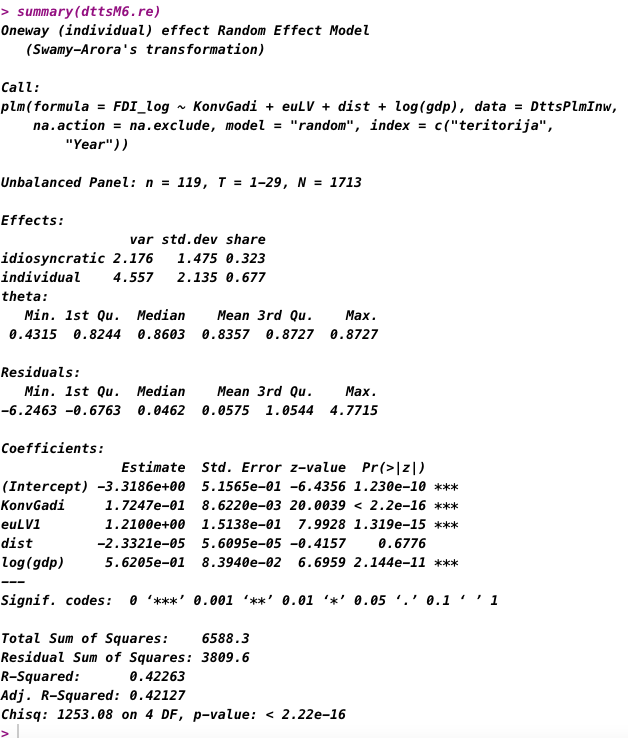 > summary(dttsM6.re)
Oneway (individual) effect Random Effect Model
   (Swamy-Arora's transformation)

Call:
plm(formula = FDI_log ~ KonvGadi + euLV + dist + log(gdp), data = DttsPlmInw,
    na.action = na.exclude, model = "random", index = c("teritorija",
        "Year"))

Unbalanced Panel: n = 119, T = 1-29, N = 1713

Effects:
                var std.dev share
idiosyncratic 2.176   1.475 0.323
individual    4.557   2.135 0.677
theta:
   Min. 1st Qu.  Median    Mean 3rd Qu.    Max.
 0.4315  0.8244  0.8603  0.8357  0.8727  0.8727

Residuals:
   Min. 1st Qu.  Median    Mean 3rd Qu.    Max.
-6.2463 -0.6763  0.0462  0.0575  1.0544  4.7715

Coefficients:
               Estimate  Std. Error z-value  Pr(>|z|)
(Intercept) -3.3186e+00  5.1565e-01 -6.4356 1.230e-10 ***
KonvGadi     1.7247e-01  8.6220e-03 20.0039 < 2.2e-16 ***
euLV1        1.2100e+00  1.5138e-01  7.9928 1.319e-15 ***
dist        -2.3321e-05  5.6095e-05 -0.4157    0.6776
log(gdp)     5.6205e-01  8.3940e-02  6.6959 2.144e-11 ***
---
Signif. codes:  0 ‘***’ 0.001 ‘**’ 0.01 ‘*’ 0.05 ‘.’ 0.1 ‘ ’ 1

Total Sum of Squares:    6588.3
Residual Sum of Squares: 3809.6
R-Squared:      0.42263
Adj. R-Squared: 0.42127
Chisq: 1253.08 on 4 DF, p-value: < 2.22e-16
>